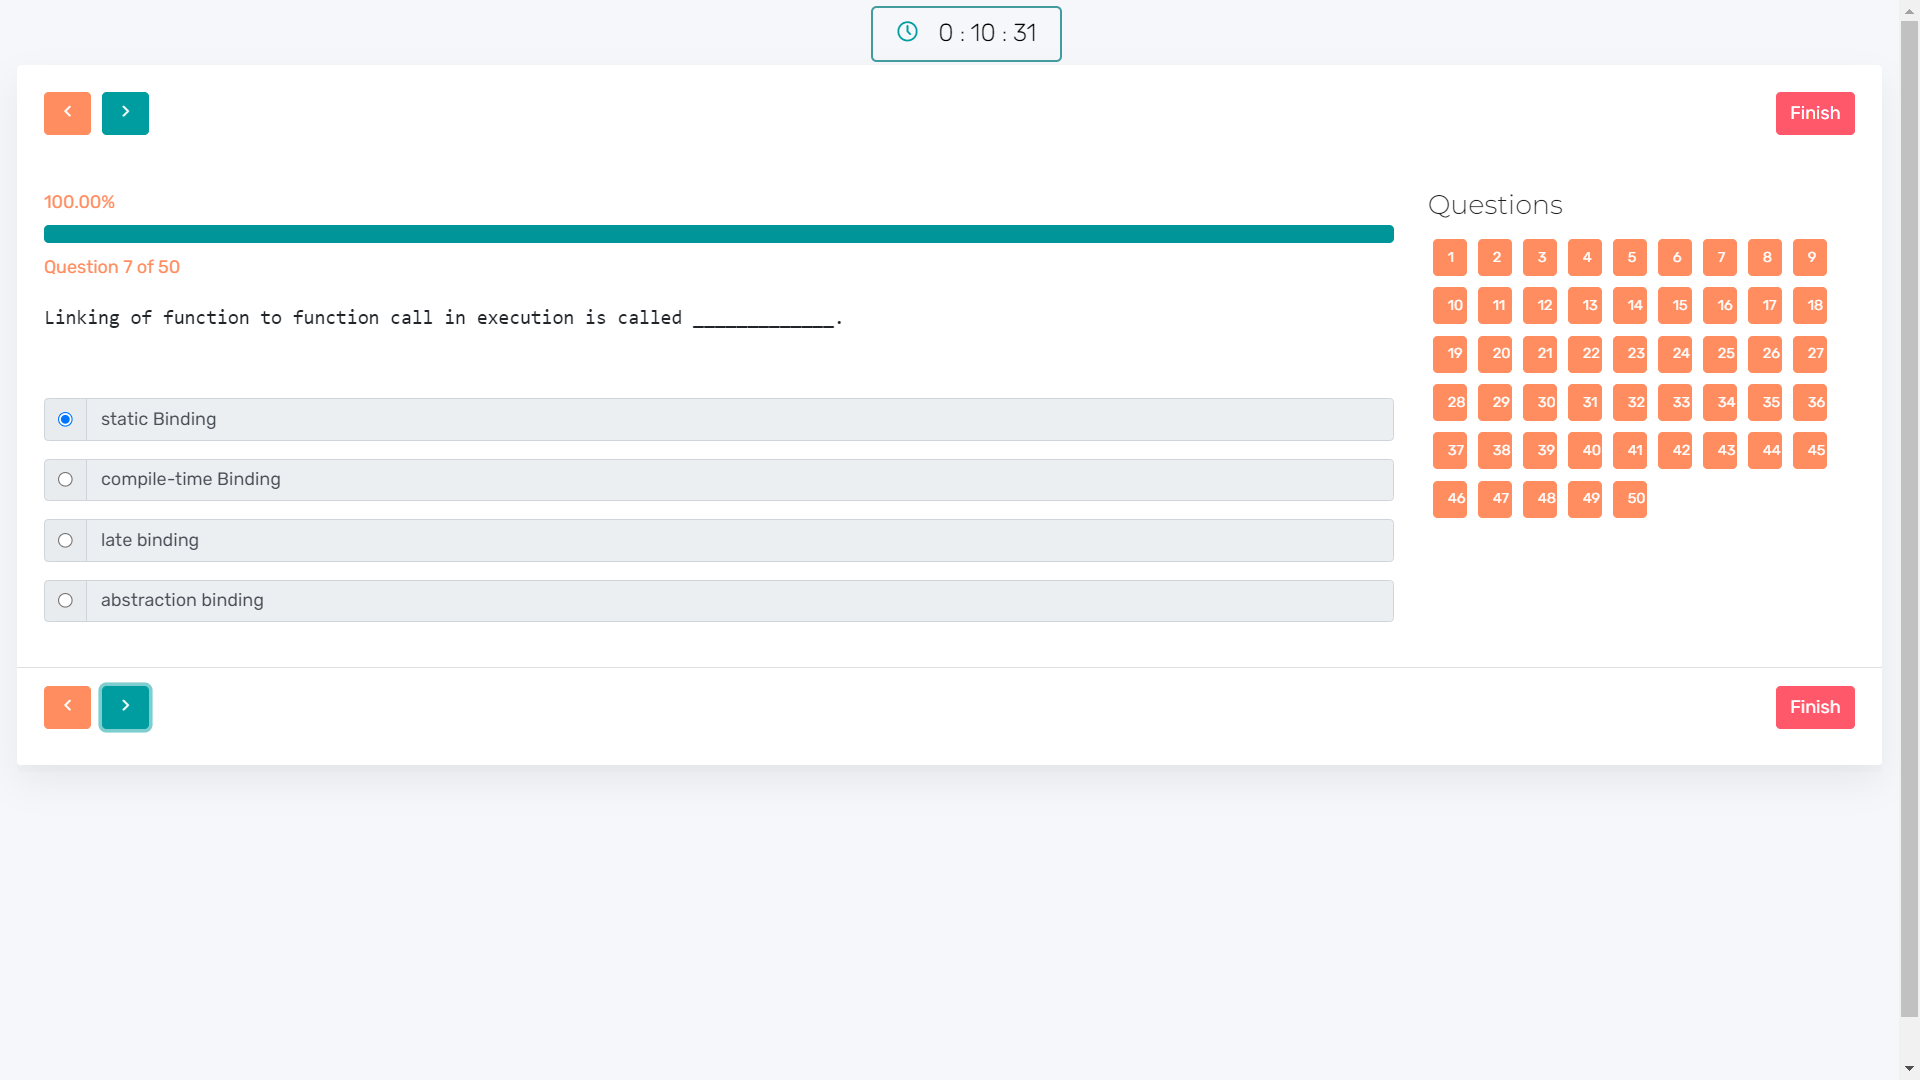 0 : 10 : 31
Finish
100.00%
Question 7 of 50
Linking of function to function call in execution is called _____________.
static Binding
compile-time Binding
late binding
abstraction binding
Questions
1 2 3 4 5 6 7 8 9
10 11 12 13 14 15 16 17 18
19 20 21 22 23 24 25 26 27
28 29 30 31 32 33 34 35 36
37 38 39 40 41 42 43 44 45
46 47 48 49 50
Finish